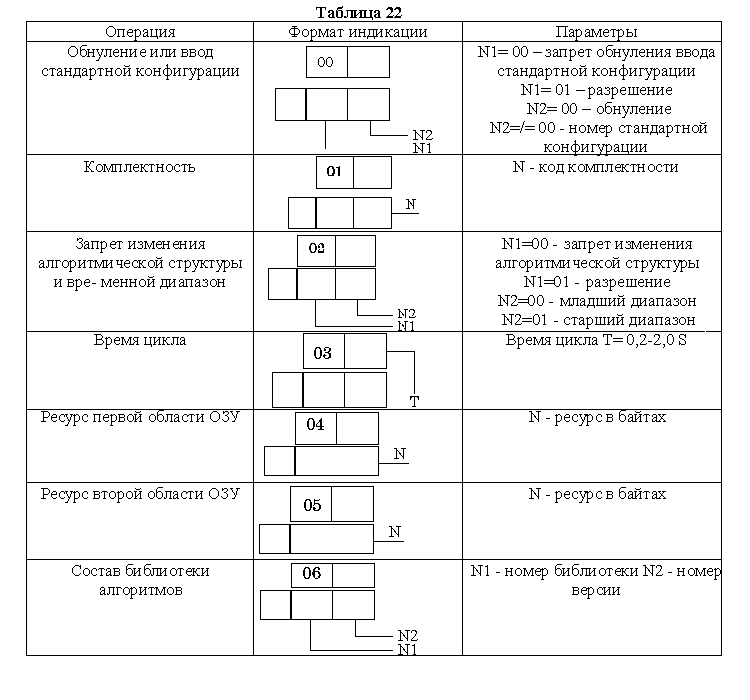 Таблица 22
Операция
Формат индикации
Параметры
Обнуление или ввод
стандартной конфигурации
00
N2
N1
N1= 00 – запрет обнуления ввода
стандартной конфигурации
N1= 01 – разрешение
N2= 00 – обнуление
N2=/= 00 - номер стандартной
конфигурации
Комплектность
01
N
N - код комплектности
Запрет изменения
алгоритмической структуры
и вре- менной диапазон
02
N2
N1
N1=00 - запрет изменения
алгоритмической структуры
N1=01 - разрешение
N2=00 - младший диапазон
N2=01 - старший диапазон
Время цикла
03
T
Время цикла T= 0,2-2,0 S
Ресурс первой области ОЗУ
04
N
N - ресурс в байтах
Ресурс второй области ОЗУ
05
N
N - ресурс в байтах
Состав библиотеки
алгоритмов
06
N2
N1
N1 - номер библиотеки N2 - номер
версии